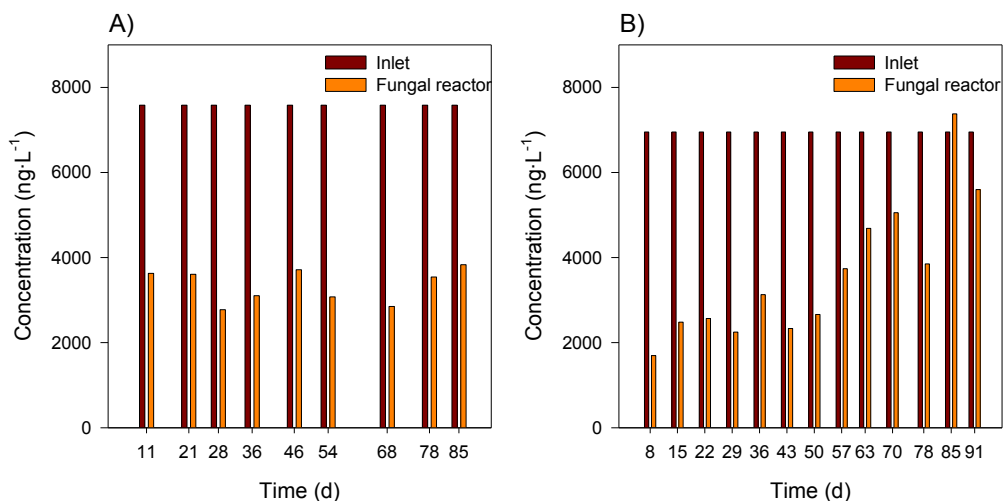 A)
Inlet
Fungal reactor
8000
6000
4000
2000
0
Concentration (ng·L⁻¹)
11 21 28 36 46 54 68 78 85
Time (d)
B)
Inlet
Fungal reactor
8000
6000
4000
2000
0
Concentration (ng·L⁻¹)
8 15 22 29 36 43 50 57 63 70 78 85 91
Time (d)